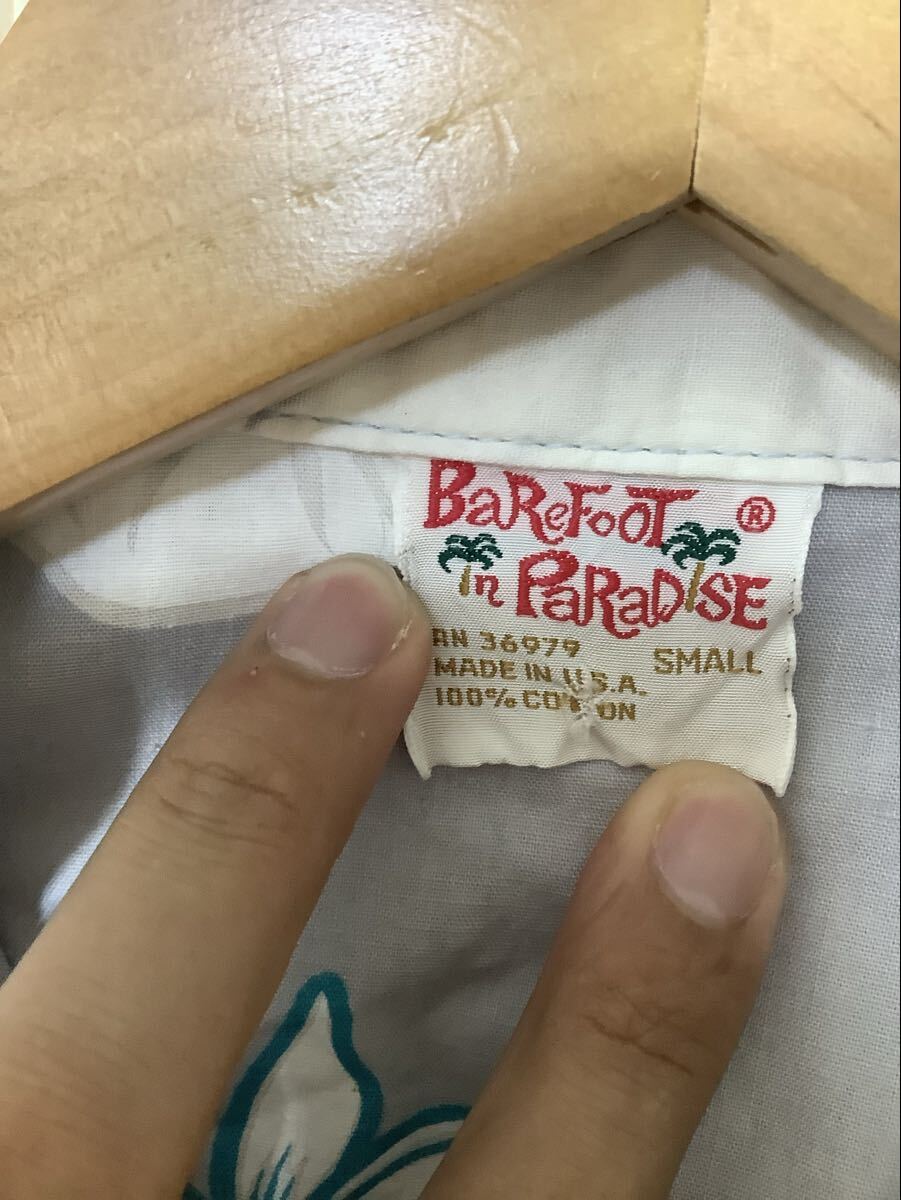 BaReFooT ®
In PaRaDiSE
RN 36979
SMALL
MADE IN U.S.A.
100% COTTON